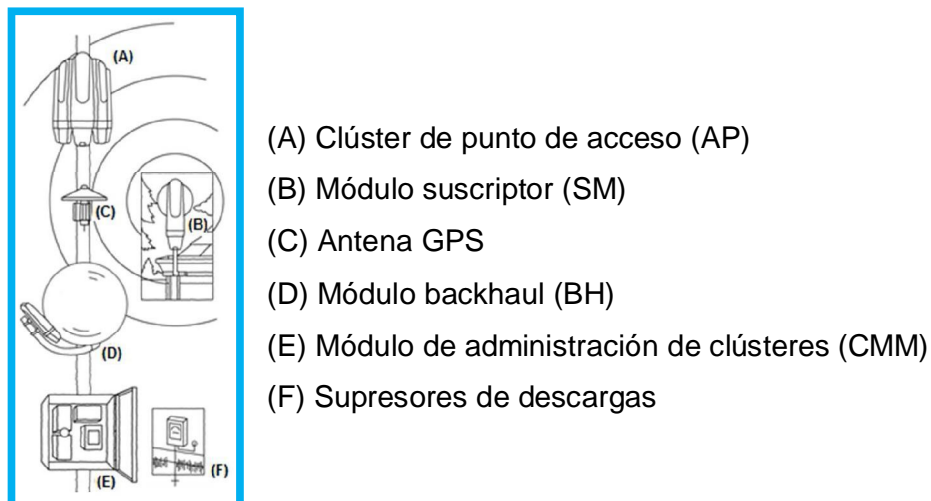 (A)
(C)
(B)
(D)
(E)
(F)
(A) Clúster de punto de acceso (AP)
(B) Módulo suscriptor (SM)
(C) Antena GPS
(D) Módulo backhaul (BH)
(E) Módulo de administración de clústeres (CMM)
(F) Supresores de descargas